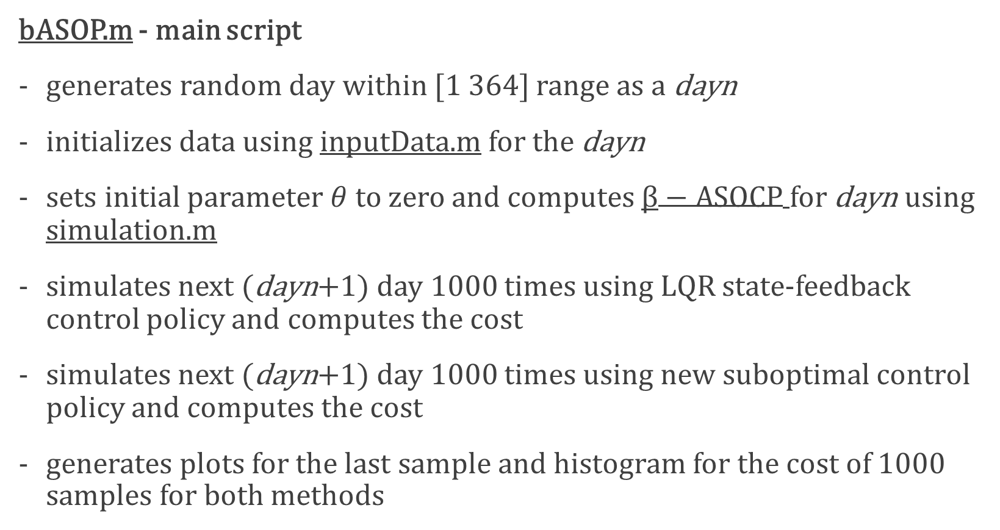 bASOP.m - main script
- generates random day within [1 364] range as a dayn
- initializes data using inputData.m for the dayn
- sets initial parameter θ to zero and computes β − ASOCP for dayn using
simulation.m
- simulates next (dayn+1) day 1000 times using LQR state-feedback
control policy and computes the cost
- simulates next (dayn+1) day 1000 times using new suboptimal control
policy and computes the cost
- generates plots for the last sample and histogram for the cost of 1000
samples for both methods